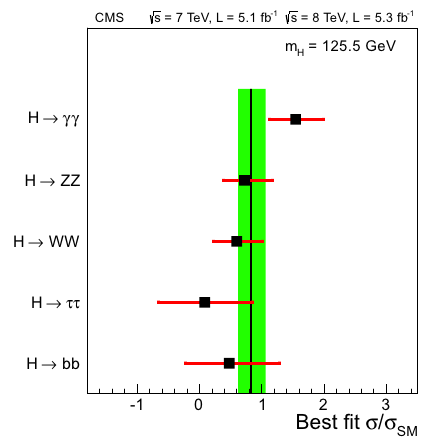 CMS √s = 7 TeV, L = 5.1 fb⁻¹ √s = 8 TeV, L = 5.3 fb⁻¹
m_H = 125.5 GeV
H → γγ
H → ZZ
H → WW
H → ττ
H → bb
-1 0 1 2 3
Best fit σ/σ_SM